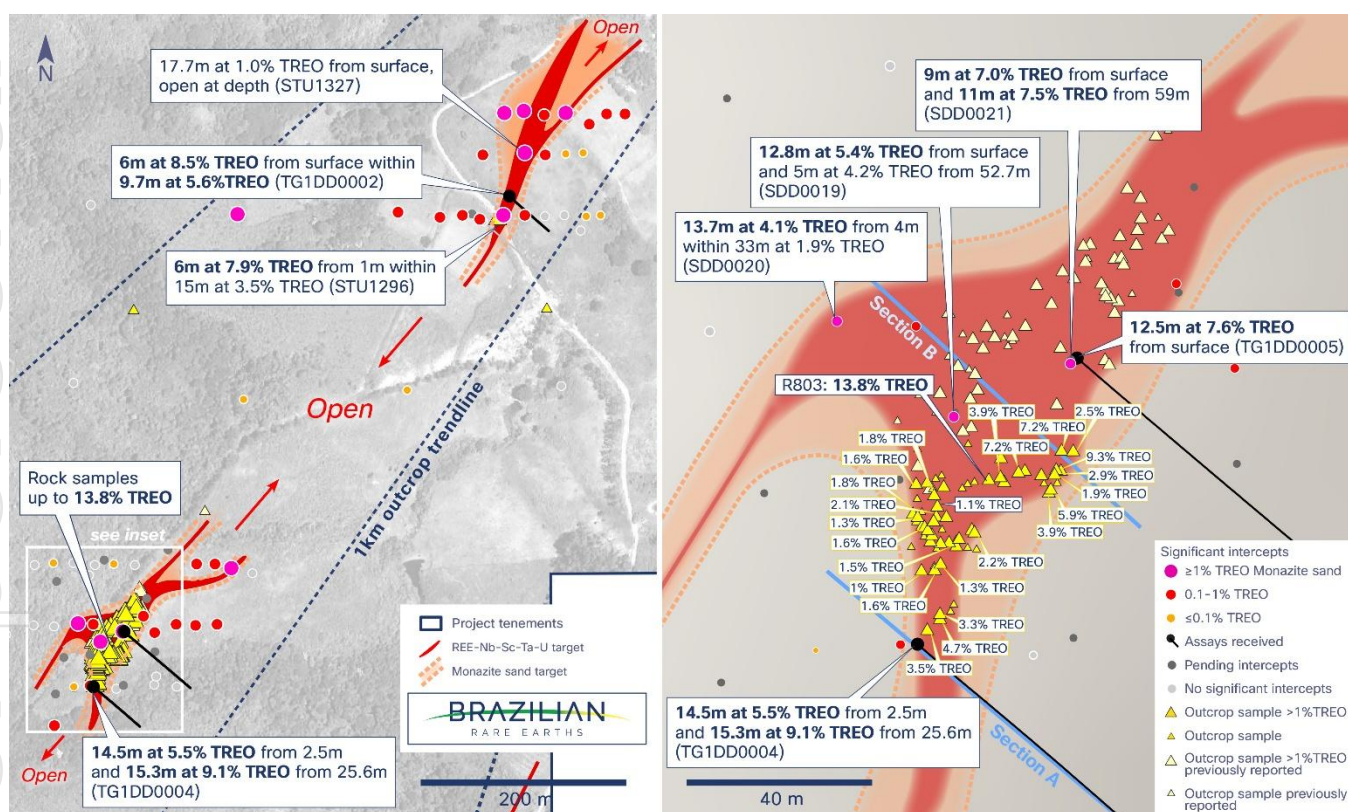 N
Open
17.7m at 1.0% TREO from surface,
open at depth (STU1327)
6m at 8.5% TREO from surface within
9.7m at 5.6%TREO (TG1DD0002)
6m at 7.9% TREO from 1m within
15m at 3.5% TREO (STU1296)
Open
1km outcrop trendline
Rock samples
up to 13.8% TREO
see inset
Open
14.5m at 5.5% TREO from 2.5m
and 15.3m at 9.1% TREO from 25.6m
(TG1DD0004)
Project tenements
REE-Nb-Sc-Ta-U target
Monazite sand target
BRAZILIAN
RARE EARTHS
200 m
9m at 7.0% TREO from surface
and 11m at 7.5% TREO from 59m
(SDD0021)
12.8m at 5.4% TREO from surface
and 5m at 4.2% TREO from 52.7m
(SDD0019)
13.7m at 4.1% TREO from 4m
within 33m at 1.9% TREO
(SDD0020)
Section B
12.5m at 7.6% TREO
from surface (TG1DD0005)
R803: 13.8% TREO
3.9% TREO
2.5% TREO
7.2% TREO
7.2% TREO
1.8% TREO
1.6% TREO
9.3% TREO
1.8% TREO
2.9% TREO
2.1% TREO
1.1% TREO
1.9% TREO
1.3% TREO
5.9% TREO
1.6% TREO
3.9% TREO
2.2% TREO
1.5% TREO
1% TREO
1.3% TREO
1.6% TREO
3.3% TREO
4.7% TREO
3.5% TREO
14.5m at 5.5% TREO from 2.5m
and 15.3m at 9.1% TREO from 25.6m
(TG1DD0004)
Section A
40 m
Significant intercepts
≥1% TREO Monazite sand
0.1–1% TREO
≤0.1% TREO
Assays received
Pending intercepts
No significant intercepts
Outcrop sample >1%TREO
Outcrop sample
Outcrop sample >1%TREO
previously reported
Outcrop sample previously
reported